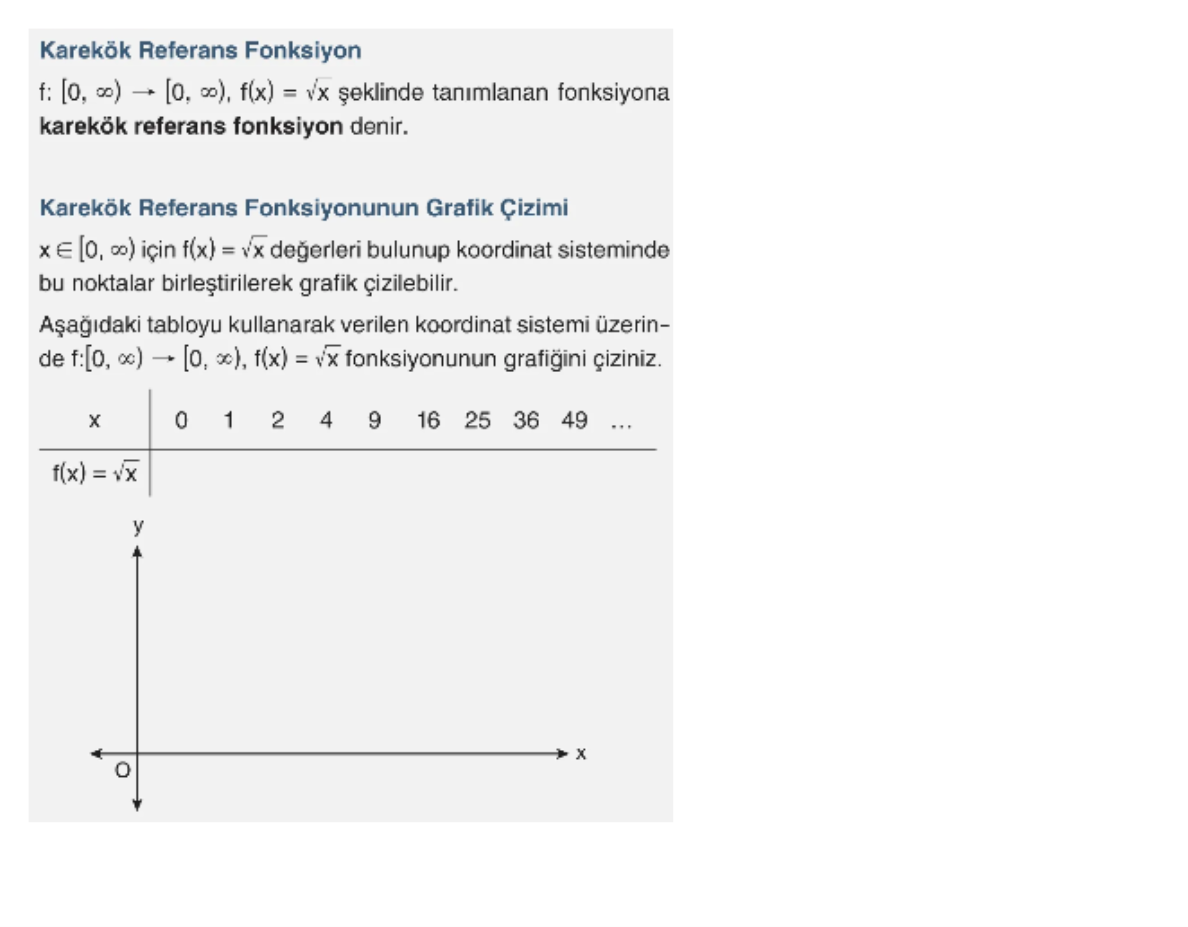 Karekök Referans Fonksiyon
f: [0, ∞) → [0, ∞), f(x) = √x şeklinde tanımlanan fonksiyona
karekök referans fonksiyon denir.
Karekök Referans Fonksiyonunun Grafik Çizimi
x ∈ [0, ∞) için f(x) = √x değerleri bulunup koordinat sisteminde
bu noktalar birleştirilerek grafik çizilebilir.
Aşağıdaki tabloyu kullanarak verilen koordinat sistemi üzerin-
de f:[0, ∞) → [0, ∞), f(x) = √x fonksiyonunun grafiğini çiziniz.
x 0 1 2 4 9 16 25 36 49 ...
f(x) = √x
y
x
O